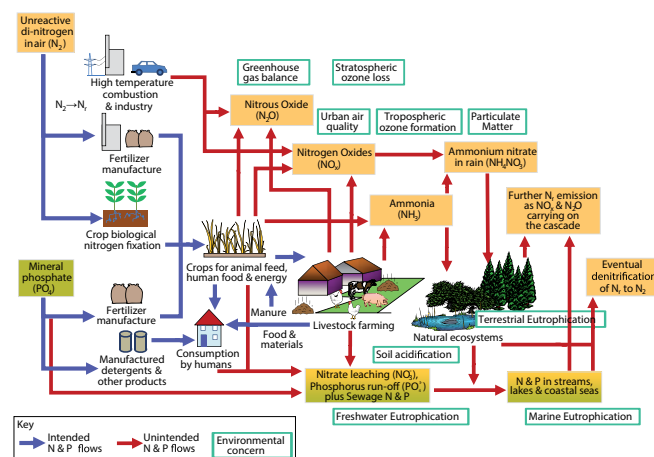 Unreactive
di-nitrogen
in air (N₂)
Greenhouse
gas balance
Stratospheric
ozone loss
High temperature
combustion
& industry
N₂→Nᵣ
Nitrous Oxide
(N₂O)
Urban air
quality
Tropospheric
ozone formation
Particulate
Matter
Fertilizer
manufacture
Nitrogen Oxides
(NOₓ)
Ammonium nitrate
in rain (NH₄NO₃)
Ammonia
(NH₃)
Further Nᵣ emission
as NOₓ & N₂O
carrying on
the cascade
Crop biological
nitrogen fixation
Mineral
phosphate
(PO₄)
Crops for animal feed,
human food & energy
Eventual
denitrification
of Nᵣ to N₂
Fertilizer
manufacture
Manure
Livestock farming
Terrestrial Eutrophication
Food &
materials
Natural ecosystems
Manufactured
detergents &
other products
Consumption
by humans
Soil acidification
Nitrate leaching (NO₃⁻),
Phosphorus run-off (PO₄⁻)
plus Sewage N & P
N & P in streams,
lakes & coastal seas
Freshwater Eutrophication
Marine Eutrophication
Key
Intended
N & P flows
Unintended
N & P flows
Environmental
concern